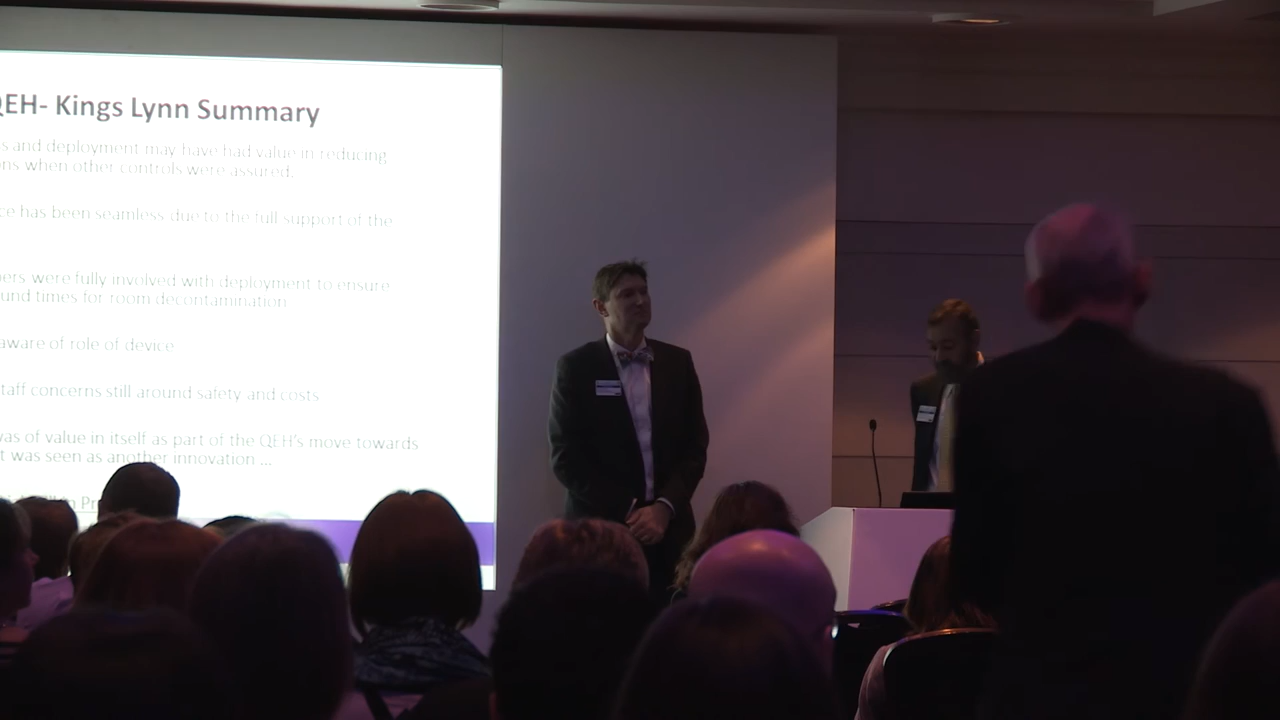 QEH- Kings Lynn Summary
s and deployment may have had value in reducing
ns when other controls were assured.
ce has been seamless due to the full support of the
ers were fully involved with deployment to ensure
und times for room decontamination
aware of role of device
taff concerns still around safety and costs
was of value in itself as part of the QEH's move towards
t was seen as another innovation ...